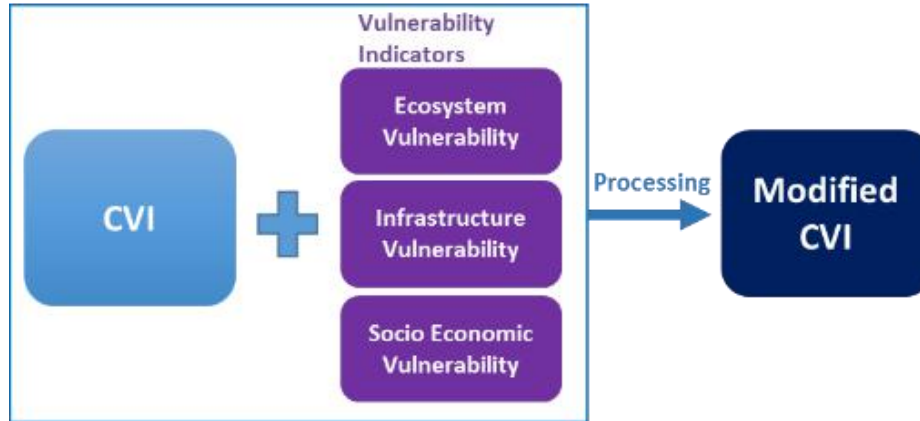 Vulnerability
Indicators
Ecosystem
Vulnerability
CVI
Infrastructure
Vulnerability
Socio Economic
Vulnerability
Processing
Modified
CVI